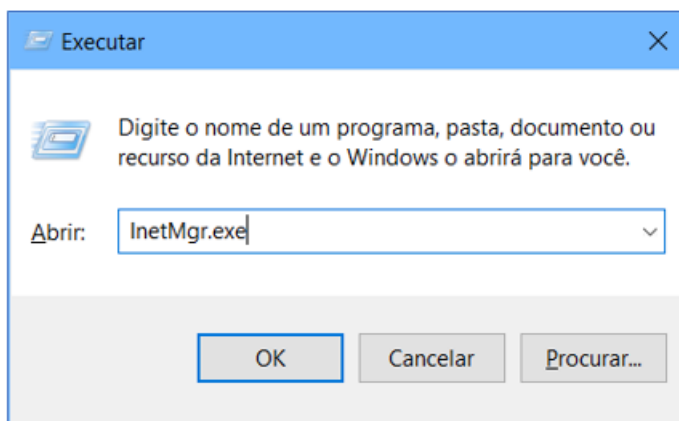 Executar
Digite o nome de um programa, pasta, documento ou
recurso da Internet e o Windows o abrirá para você.
Abrir: InetMgr.exe
OK Cancelar Procurar...